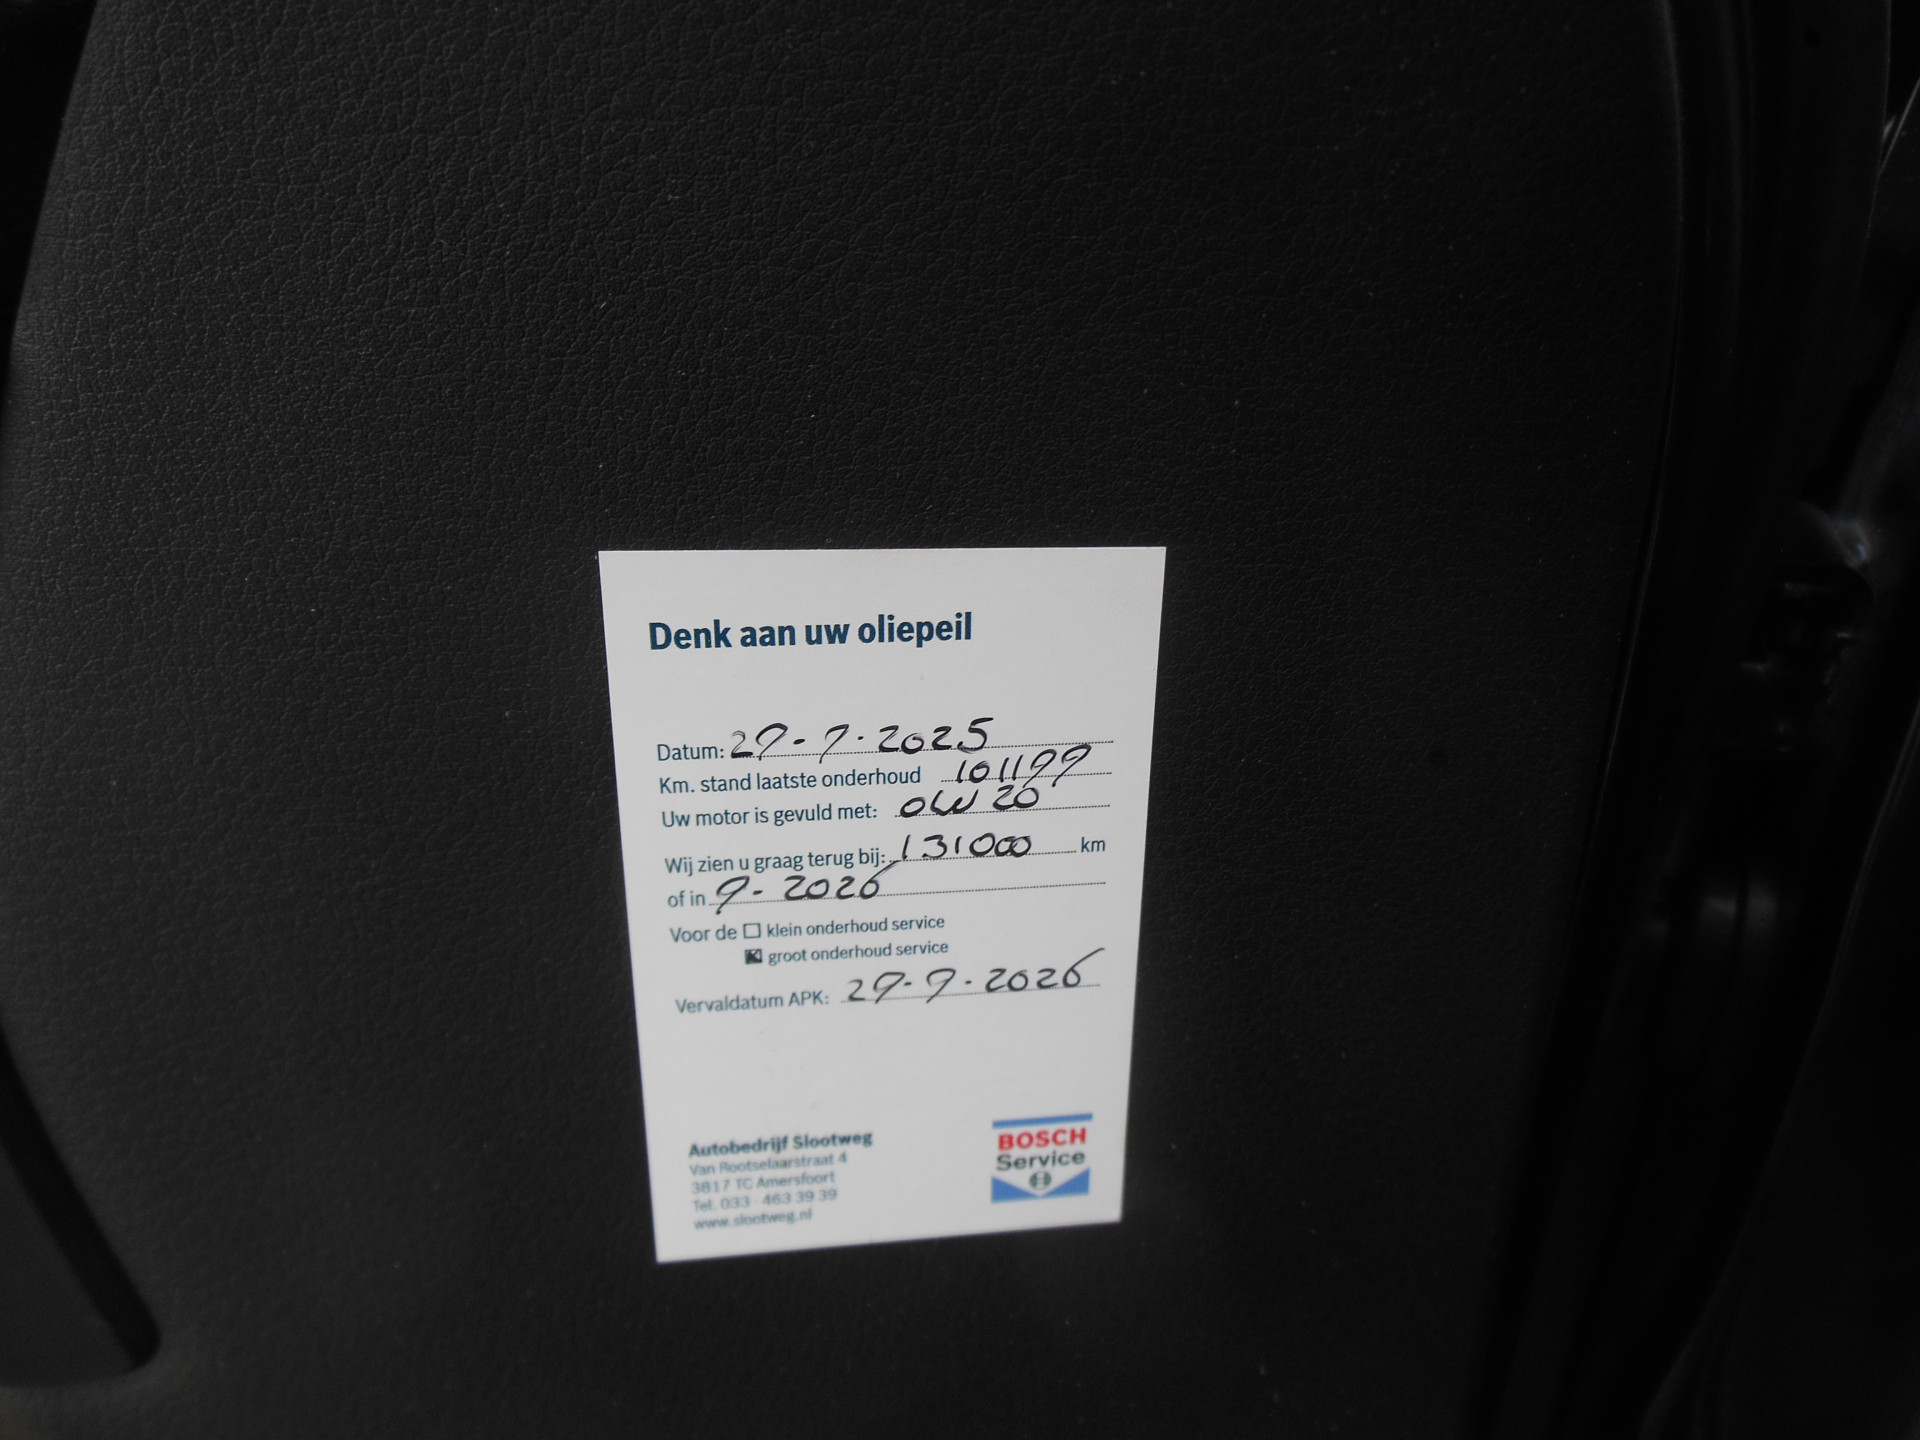 Denk aan uw oliepeil
Datum: 29-9-2025
Km. stand laatste onderhoud 101199
Uw motor is gevuld met: 0W20
Wij zien u graag terug bij: 131000 km
of in 9-2026
Voor de ☐ klein onderhoud service
☒ groot onderhoud service
Vervaldatum APK: 29-9-2026
Autobedrijf Slootweg
Van Rootselaarstraat 4
3817 TC Amersfoort
Tel. 033 - 463 39 39
www.slootweg.nl
BOSCH
Service